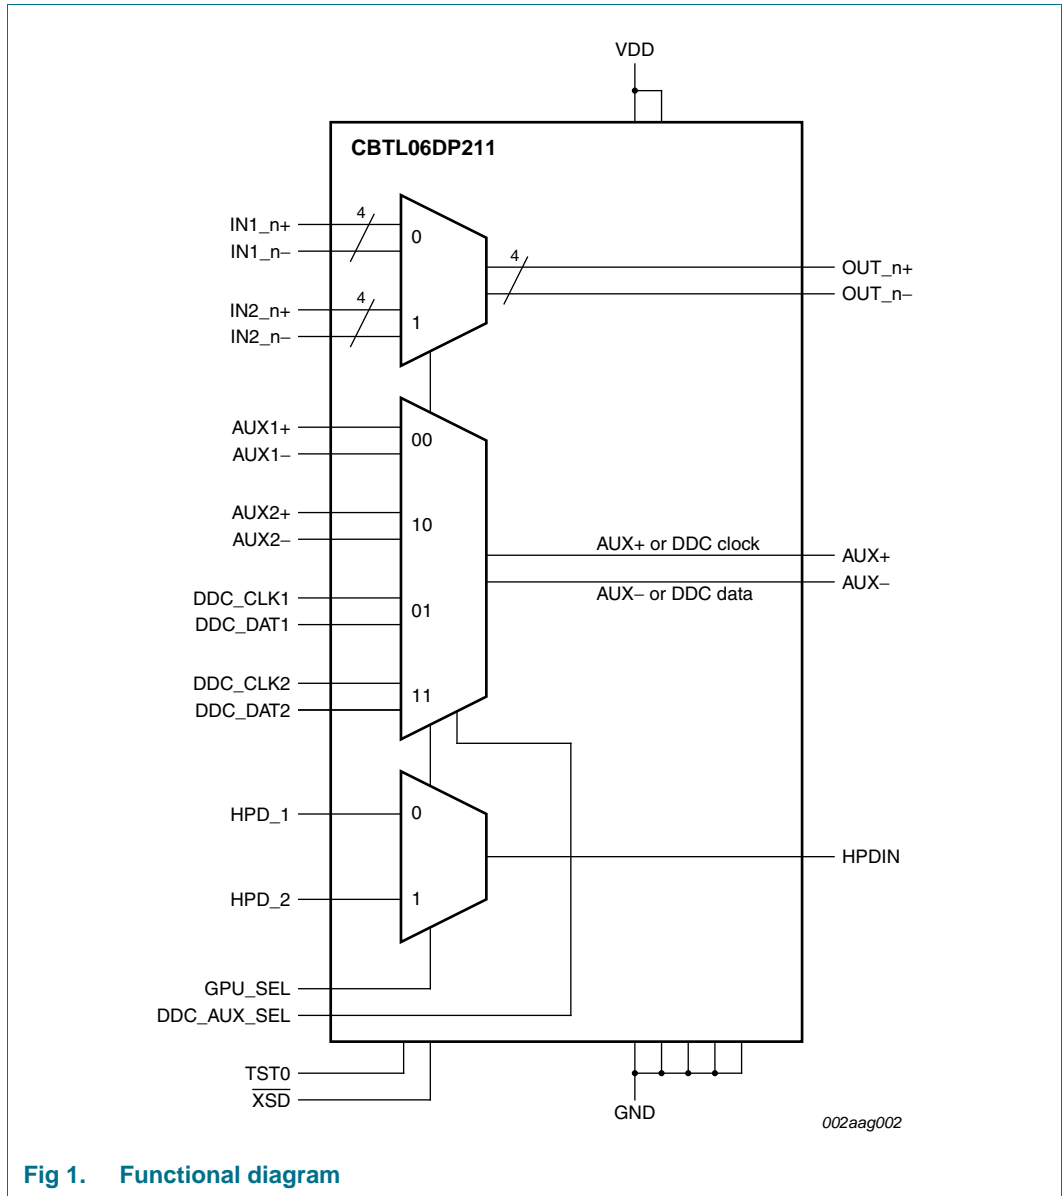 VDD
CBTL06DP211
IN1_n+
4
0
IN1_n−
4
OUT_n+
OUT_n−
IN2_n+
4
1
IN2_n−
AUX1+
00
AUX1−
AUX2+
10
AUX2−
AUX+ or DDC clock
AUX+
AUX− or DDC data
AUX−
DDC_CLK1
01
DDC_DAT1
DDC_CLK2
11
DDC_DAT2
HPD_1
0
HPDIN
HPD_2
1
GPU_SEL
DDC_AUX_SEL
TST0
XSD
GND
002aag002
Fig 1. Functional diagram